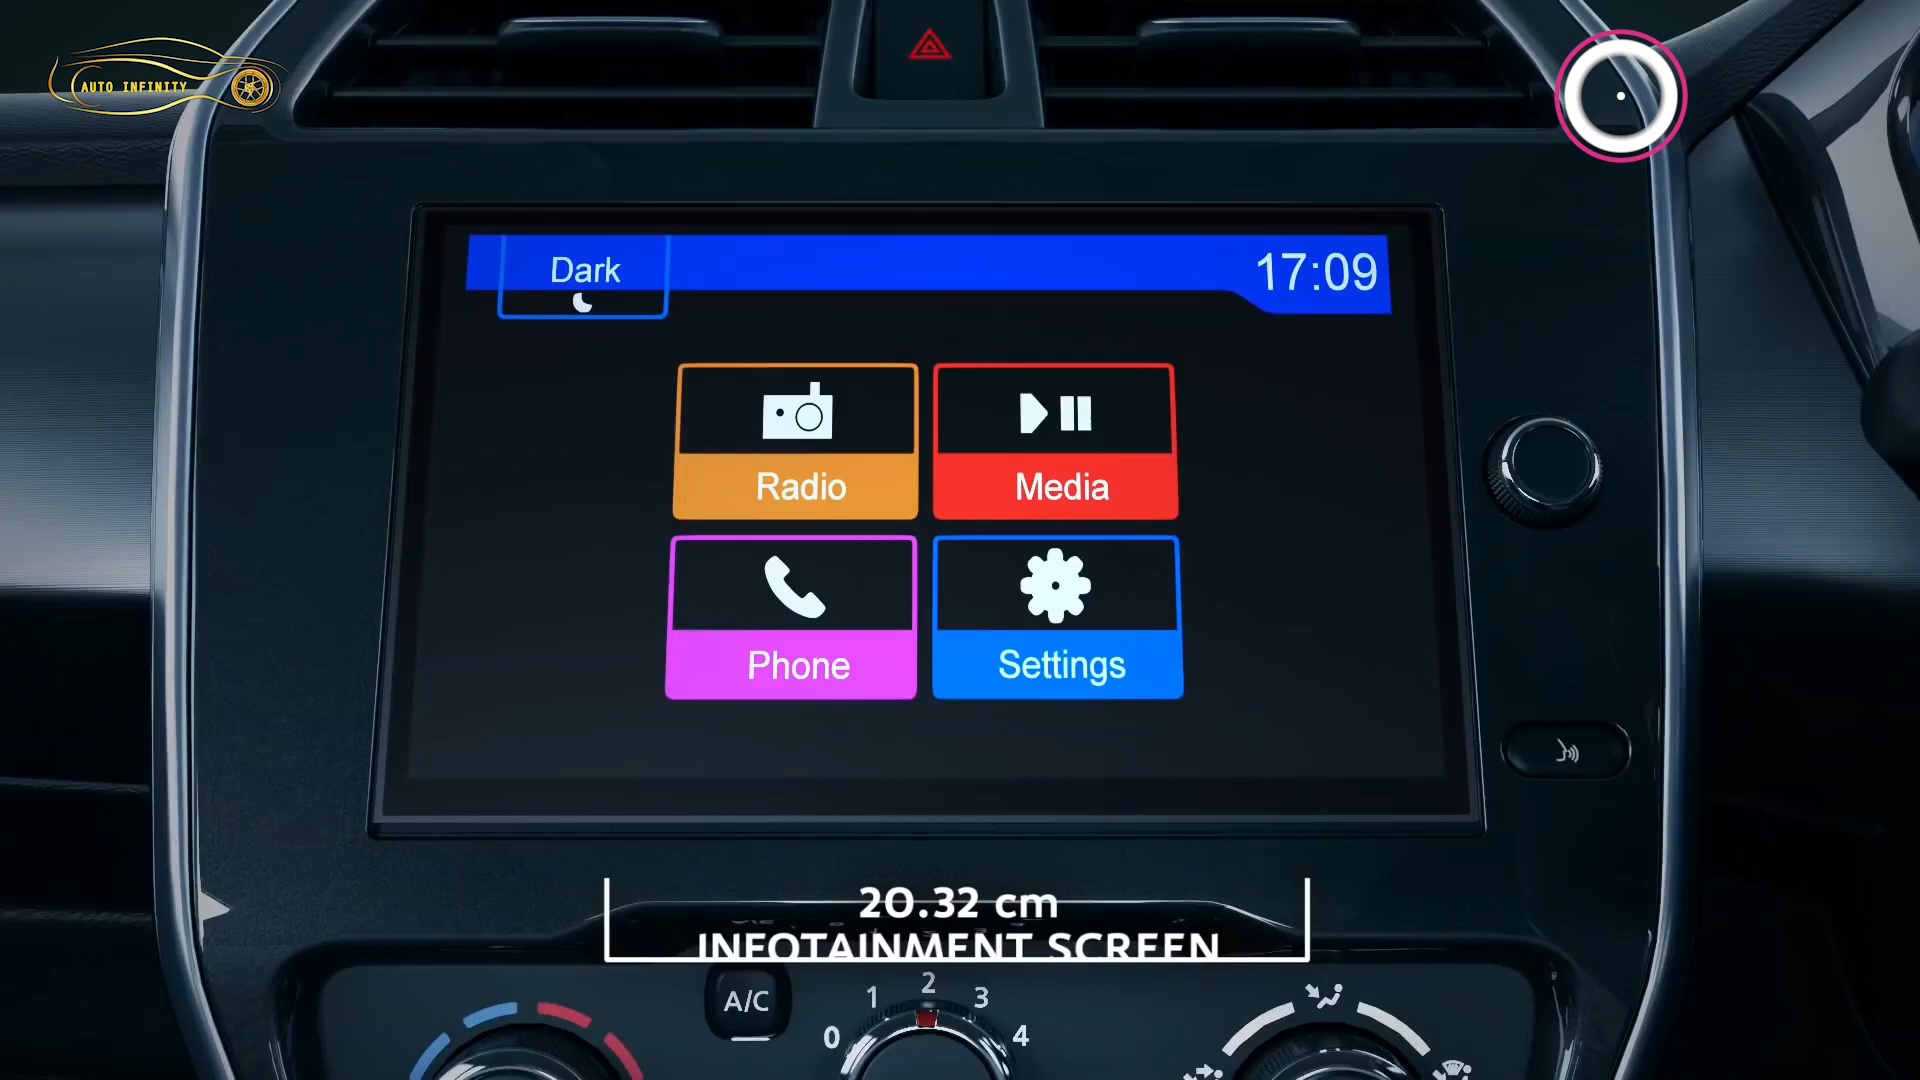 AUTO INFINITY
Dark
17:09
Radio
Media
Phone
Settings
20.32 cm
INFOTAINMENT SCREEN
A/C
0 1 2 3 4